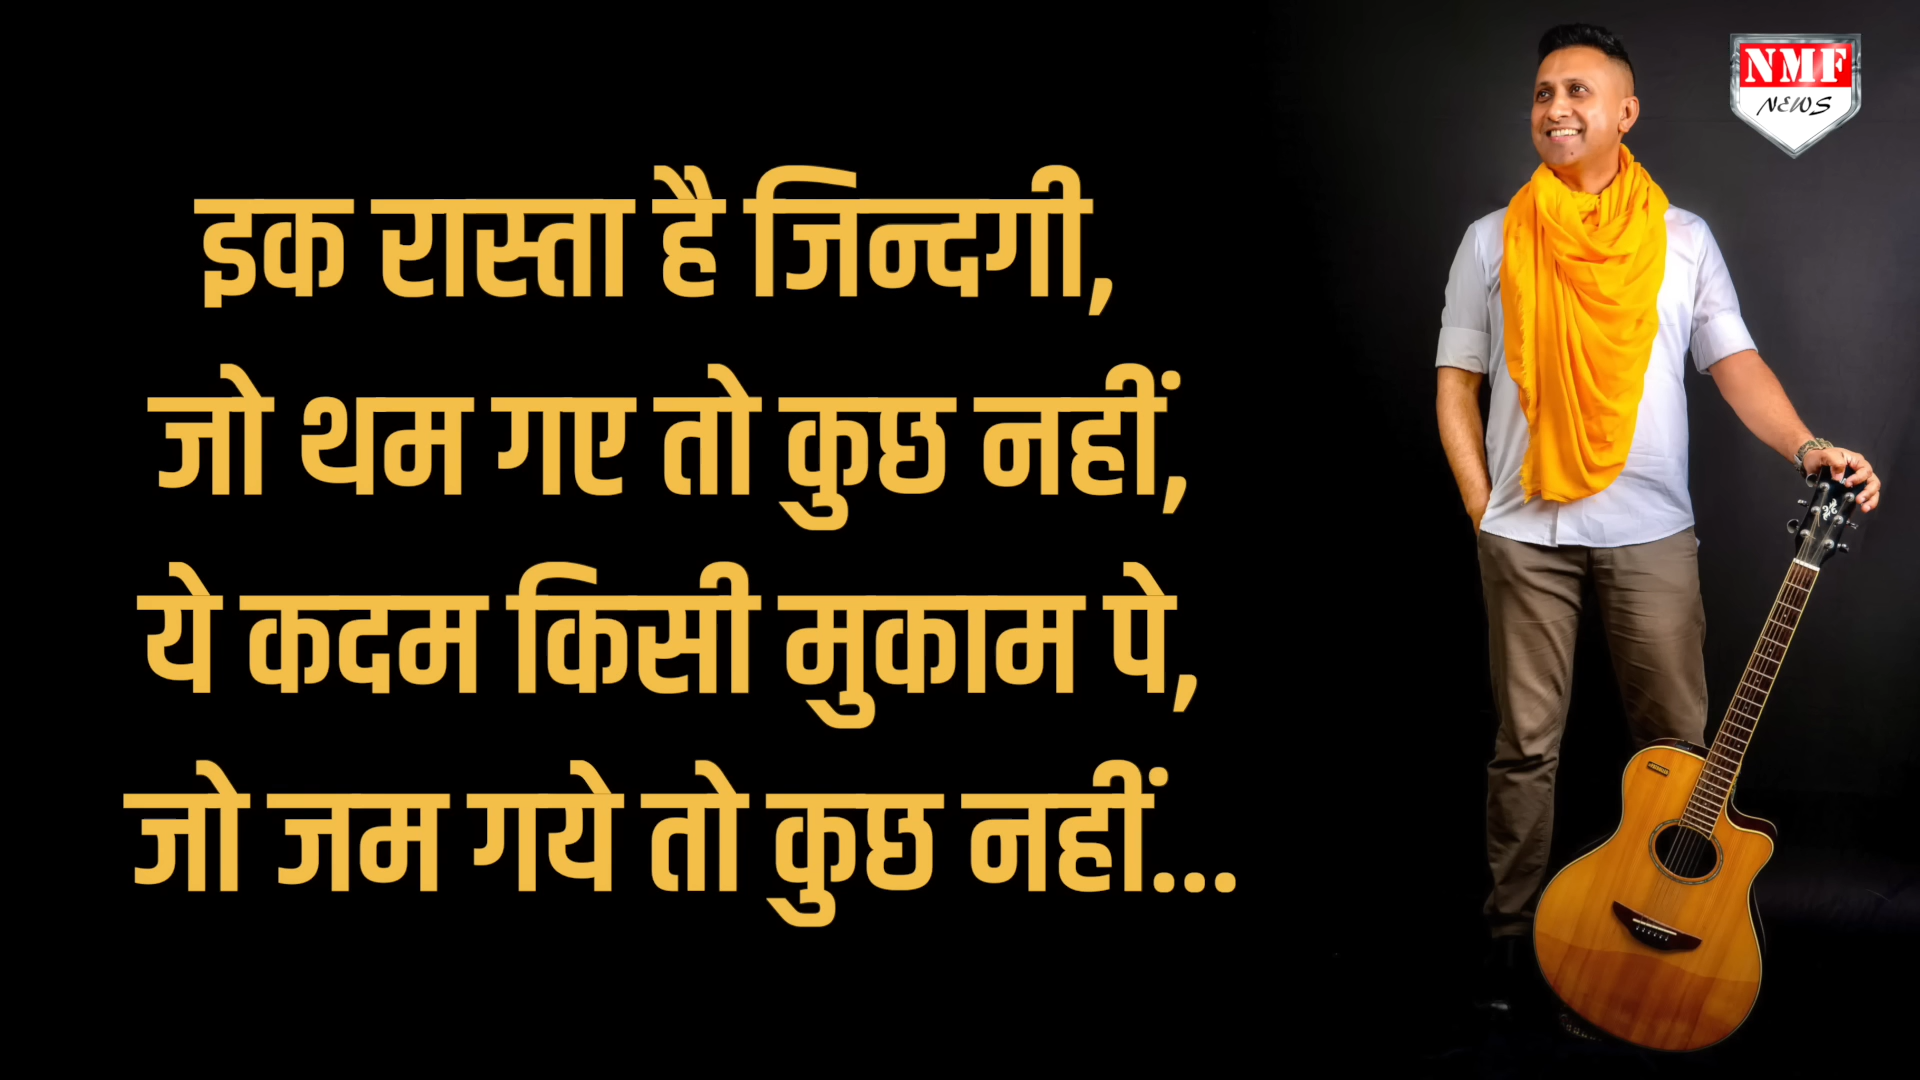 इक रास्ता है जिन्दगी,
जो थम गए तो कुछ नहीं,
ये कदम किसी मुकाम पे,
जो जम गये तो कुछ नहीं...
NMF
NEWS